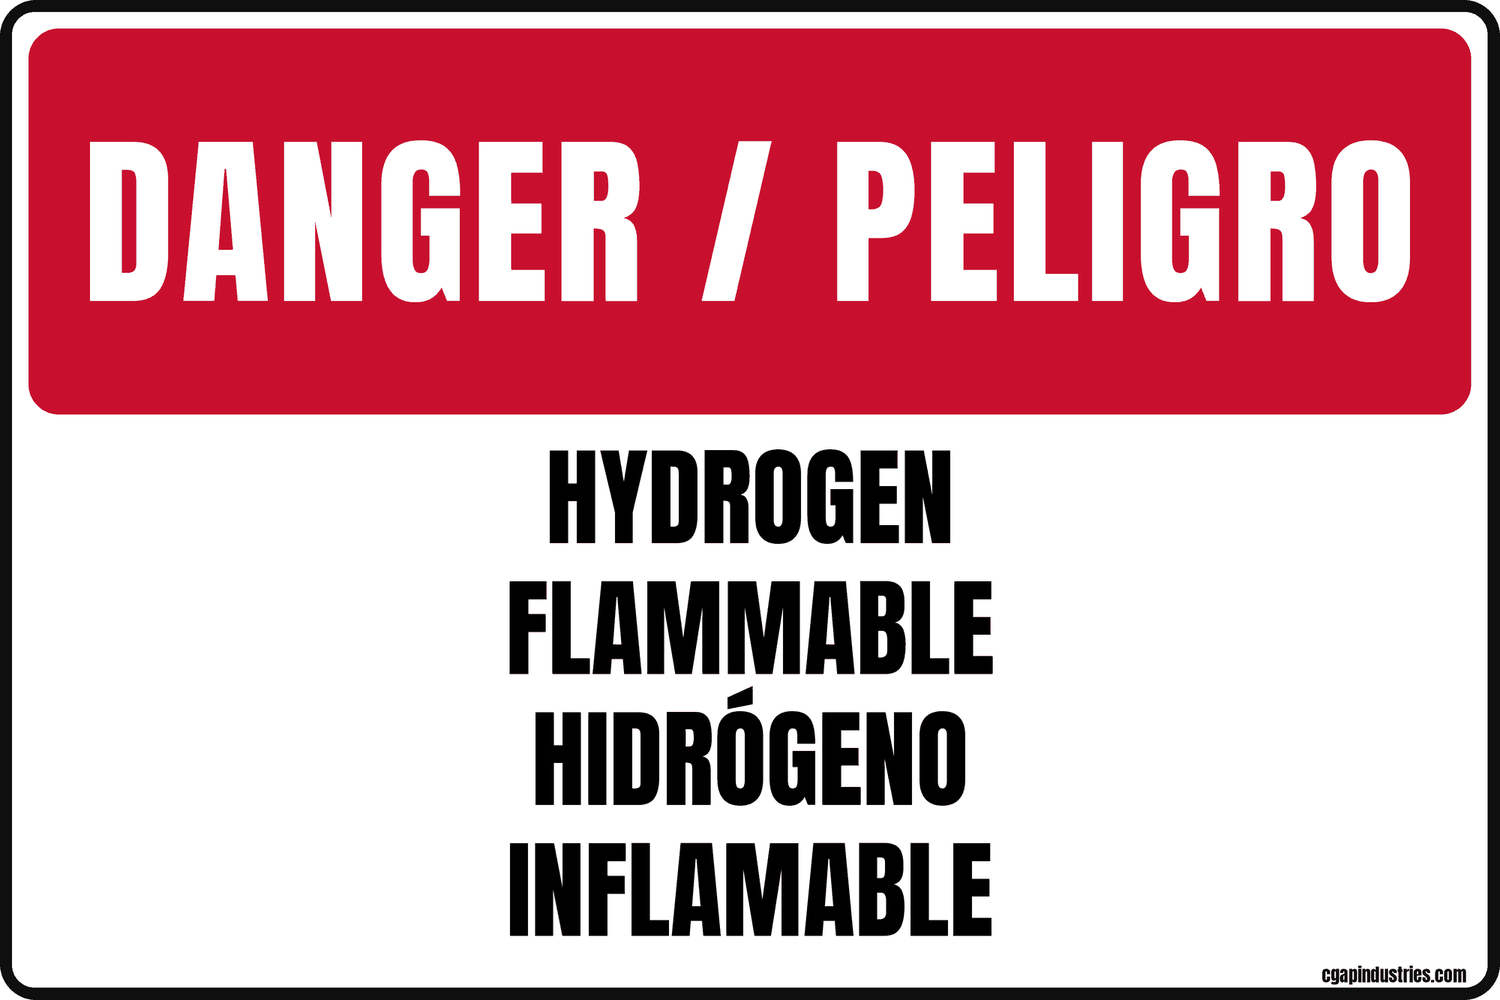 DANGER / PELIGRO
HYDROGEN
FLAMMABLE
HIDRÓGENO
INFLAMABLE
cgapindustries.com